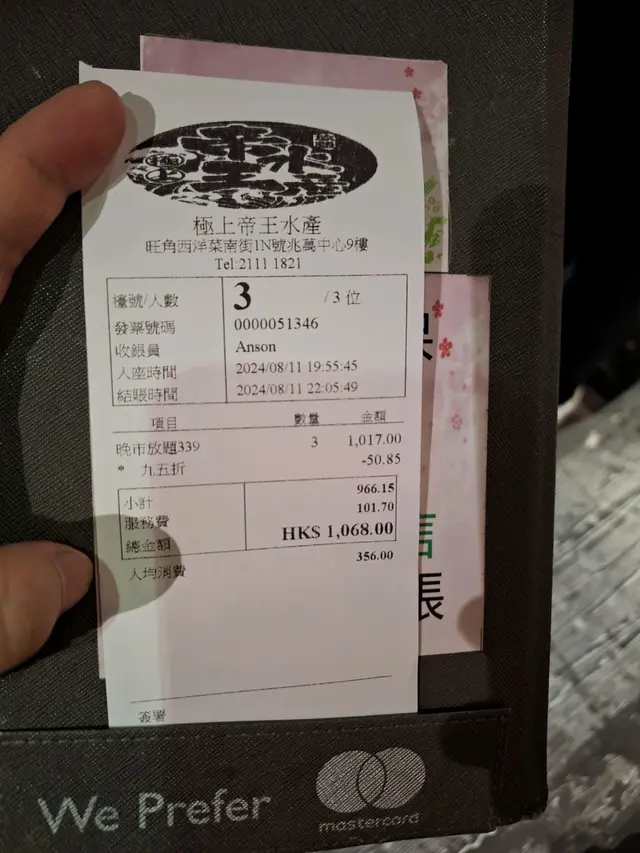 極上
極上帝王水產
旺角西洋菜南街1N號兆萬中心9樓
Tel:2111 1821
檯號/人數 3 / 3 位
發票號碼 0000051346
收銀員 Anson
入座時間 2024/08/11 19:55:45
結賬時間 2024/08/11 22:05:49
項目 數量 金額
晚市放題339 3 1,017.00
* 九五折 -50.85
小計 966.15
服務費 101.70
總金額 HK$ 1,068.00
人均消費 356.00
簽署
信
張
We Prefer
mastercard